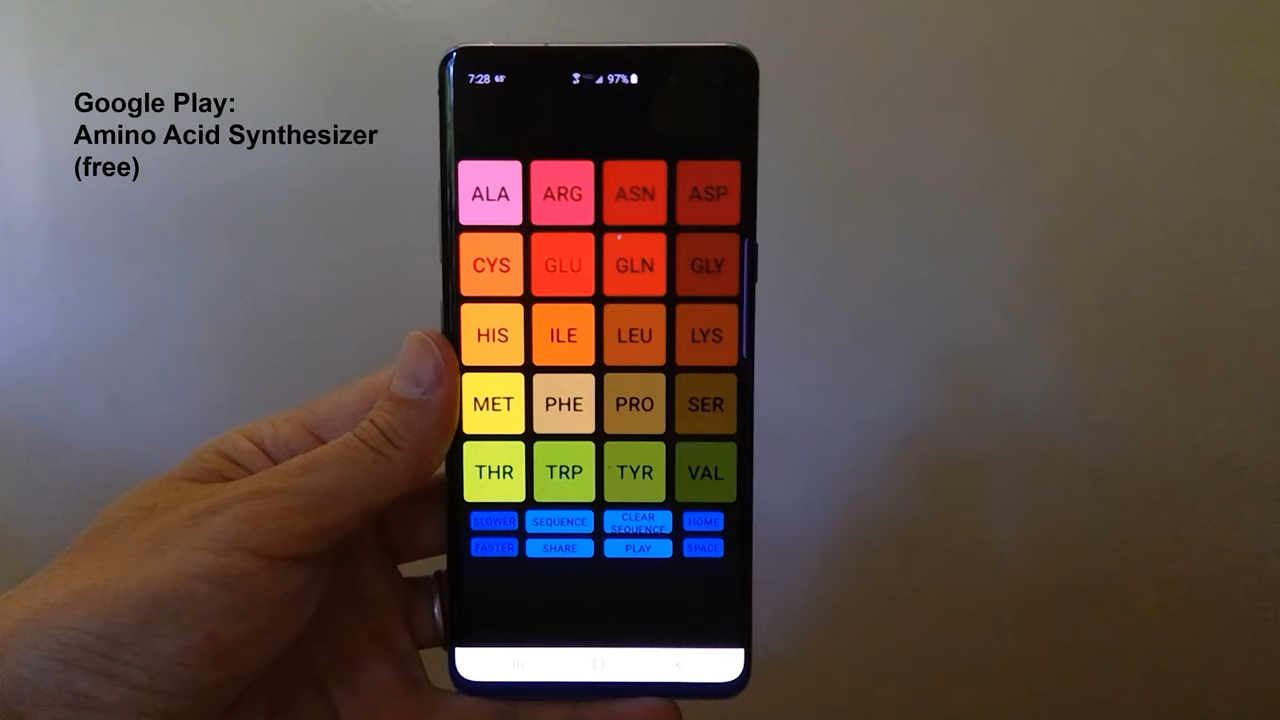 Google Play:
Amino Acid Synthesizer
(free)
7:28 65° 97%
ALA ARG ASN ASP
CYS GLU GLN GLY
HIS ILE LEU LYS
MET PHE PRO SER
THR TRP TYR VAL
SLOWER SEQUENCE CLEAR SEQUENCE HOME
FASTER SHARE PLAY SPACE